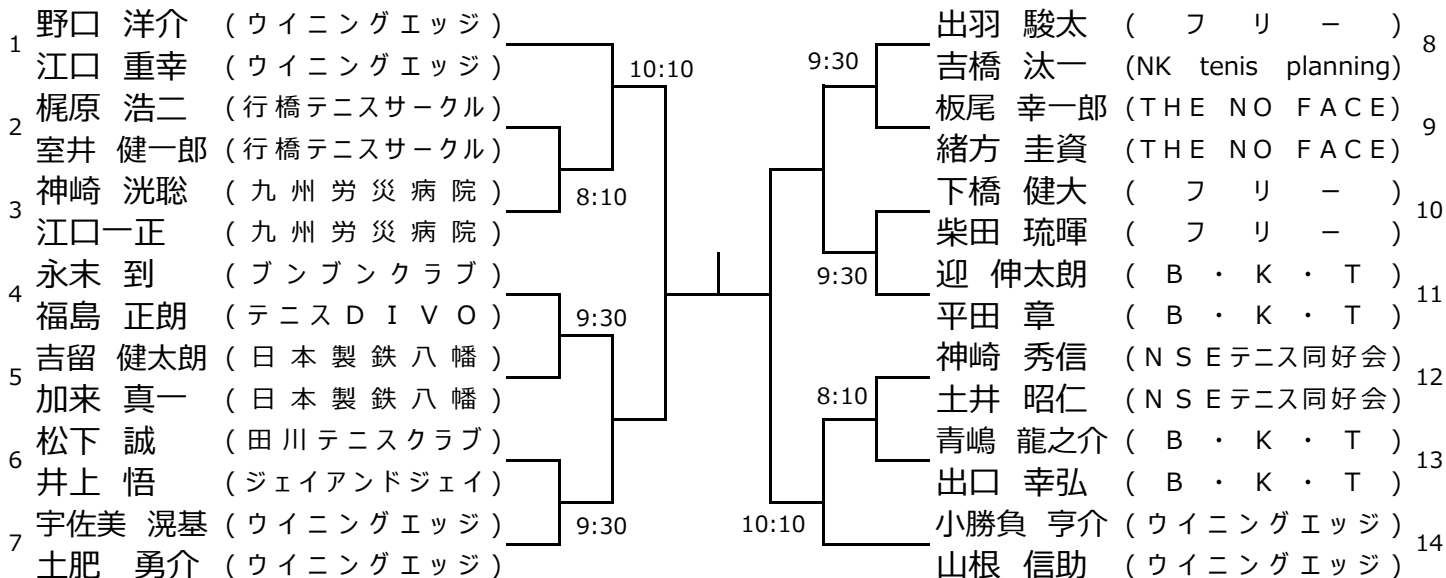 1
野口 洋介 (ウイニングエッジ)
江口 重幸 (ウイニングエッジ)
2
梶原 浩二 (行橋テニスサークル)
室井 健一郎 (行橋テニスサークル)
3
神崎 洸聡 (九州労災病院)
江口一正 (九州労災病院)
4
永末 到 (ブンブンクラブ)
福島 正朗 (テニスDIVO)
5
吉留 健太朗 (日本製鉄八幡)
加来 真一 (日本製鉄八幡)
6
松下 誠 (田川テニスクラブ)
井上 悟 (ジェイアンドジェイ)
7
宇佐美 滉基 (ウイニングエッジ)
土肥 勇介 (ウイニングエッジ)
10:10
8:10
9:30
9:30
9:30
9:30
8:10
10:10
出羽 駿太 (フリー)
吉橋 汰一 (NK tenis planning)
8
板尾 幸一郎 (THE NO FACE)
緒方 圭資 (THE NO FACE)
9
下橋 健大 (フリー)
柴田 琉暉 (フリー)
10
迎 伸太朗 (B・K・T)
平田 章 (B・K・T)
11
神崎 秀信 (NSEテニス同好会)
土井 昭仁 (NSEテニス同好会)
12
青嶋 龍之介 (B・K・T)
出口 幸弘 (B・K・T)
13
小勝負 亨介 (ウイニングエッジ)
山根 信助 (ウイニングエッジ)
14